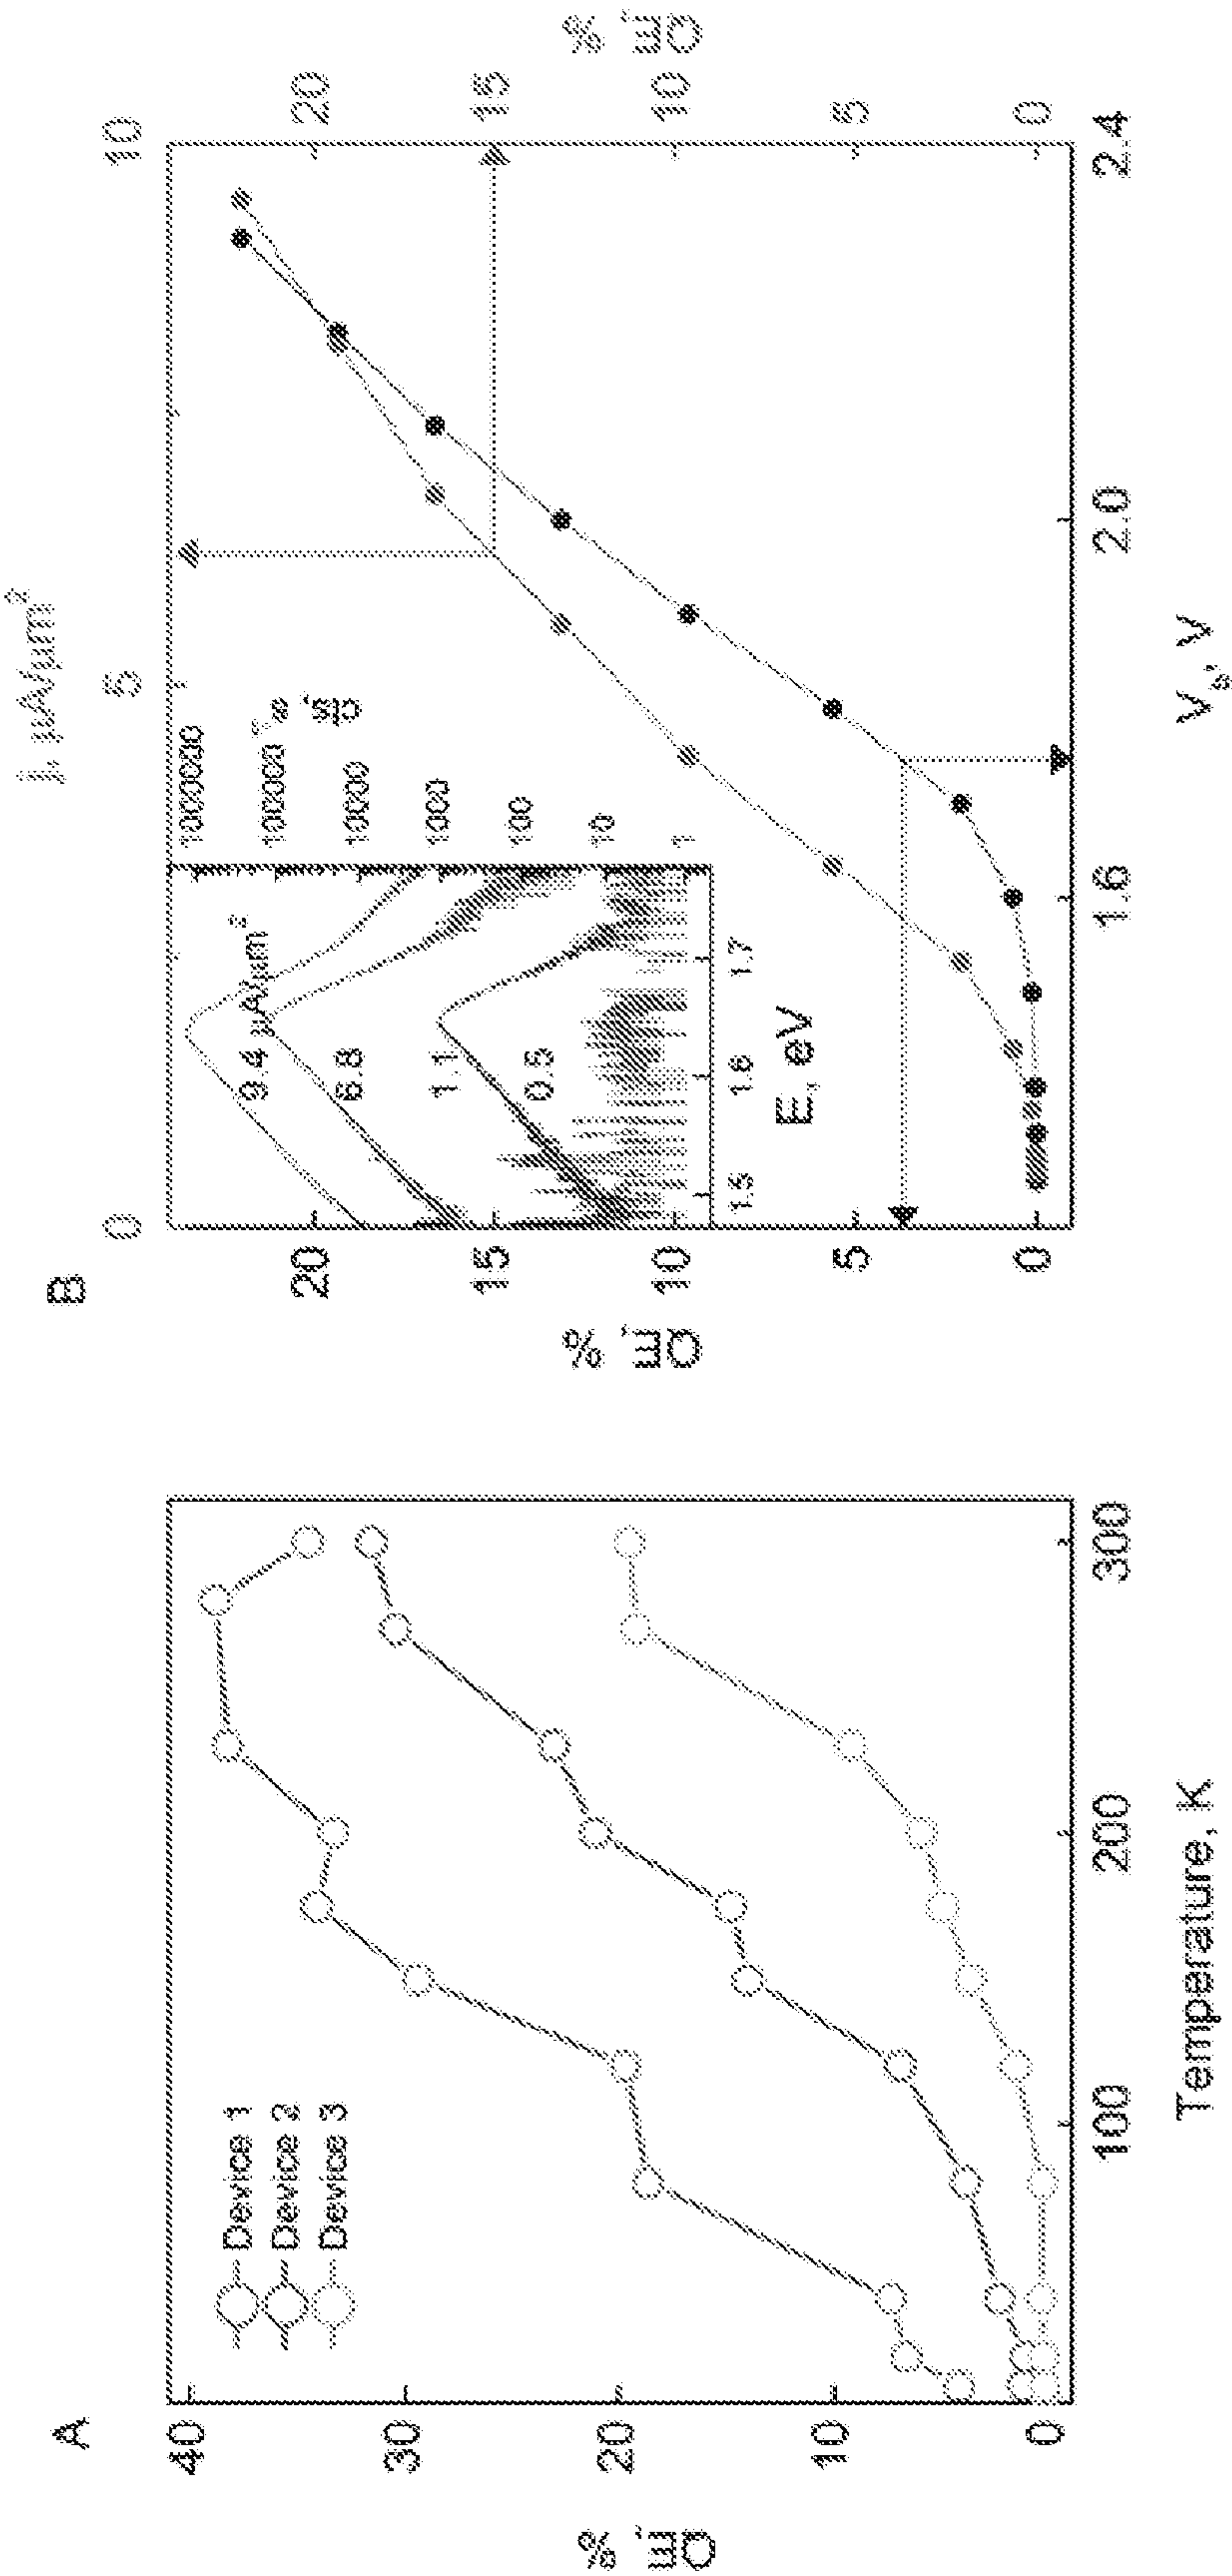 A
40
30
20
10
0
QE, %
Device 1
Device 2
Device 3
100
200
300
Temperature, K
B
j, µA/µm²
0
5
10
20
15
10
5
0
QE, %
20
15
10
5
0
QE, %
1.6
2.0
2.4
V_b, V
9.4 µA/µm²
6.8
1.1
0.5
1000000
100000
10000
1000
100
10
1
1.5
1.6
1.7
E, eV